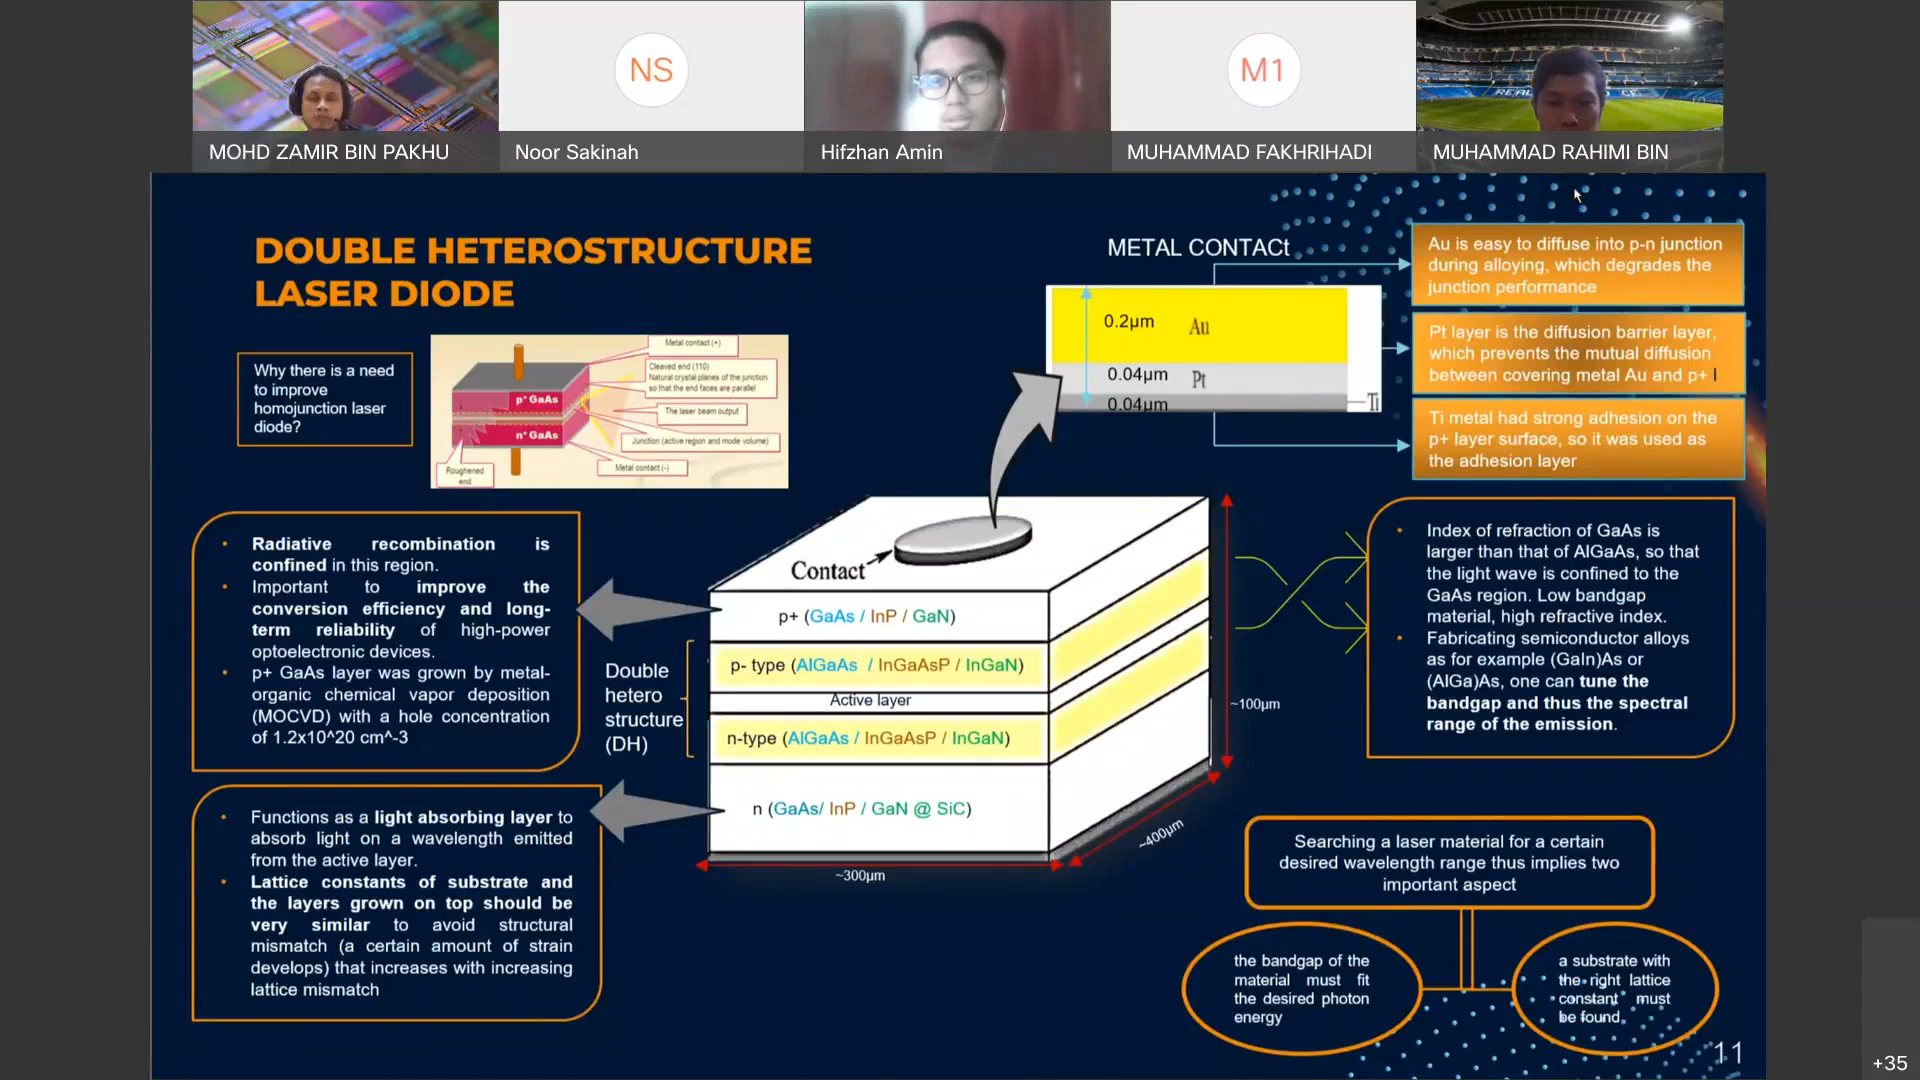 NS
M1
REAL
MOHD ZAMIR BIN PAKHU
Noor Sakinah
Hifzhan Amin
MUHAMMAD FAKHRIHADI
MUHAMMAD RAHIMI BIN
DOUBLE HETEROSTRUCTURE
LASER DIODE
Why there is a need
to improve
homojunction laser
diode?
Metal contact (+)
Cleaved end (110)
Natural crystal planes of the junction
so that the end faces are parallel
The laser beam output
Junction (active region and mode volume)
Metal contact (-)
p+ GaAs
n+ GaAs
Roughened
end
METAL CONTACt
0.2µm Au
0.04µm Pt
0.04µm Ti
Au is easy to diffuse into p-n junction
during alloying, which degrades the
junction performance
Pt layer is the diffusion barrier layer,
which prevents the mutual diffusion
between covering metal Au and p+ l
Ti metal had strong adhesion on the
p+ layer surface, so it was used as
the adhesion layer
• Radiative recombination is
confined in this region.
• Important to improve the
conversion efficiency and long-
term reliability of high-power
optoelectronic devices.
• p+ GaAs layer was grown by metal-
organic chemical vapor deposition
(MOCVD) with a hole concentration
of 1.2x10^20 cm^-3
Double
hetero
structure
(DH)
Contact
p+ (GaAs / InP / GaN)
p- type (AlGaAs / InGaAsP / InGaN)
Active layer
n-type (AlGaAs / InGaAsP / InGaN)
n (GaAs/ InP / GaN @ SiC)
~100µm
~400µm
~300µm
• Index of refraction of GaAs is
larger than that of AlGaAs, so that
the light wave is confined to the
GaAs region. Low bandgap
material, high refractive index.
• Fabricating semiconductor alloys
as for example (GaIn)As or
(AlGa)As, one can tune the
bandgap and thus the spectral
range of the emission.
• Functions as a light absorbing layer to
absorb light on a wavelength emitted
from the active layer.
• Lattice constants of substrate and
the layers grown on top should be
very similar to avoid structural
mismatch (a certain amount of strain
develops) that increases with increasing
lattice mismatch
Searching a laser material for a certain
desired wavelength range thus implies two
important aspect
the bandgap of the
material must fit
the desired photon
energy
a substrate with
the right lattice
constant must
be found
11
+35